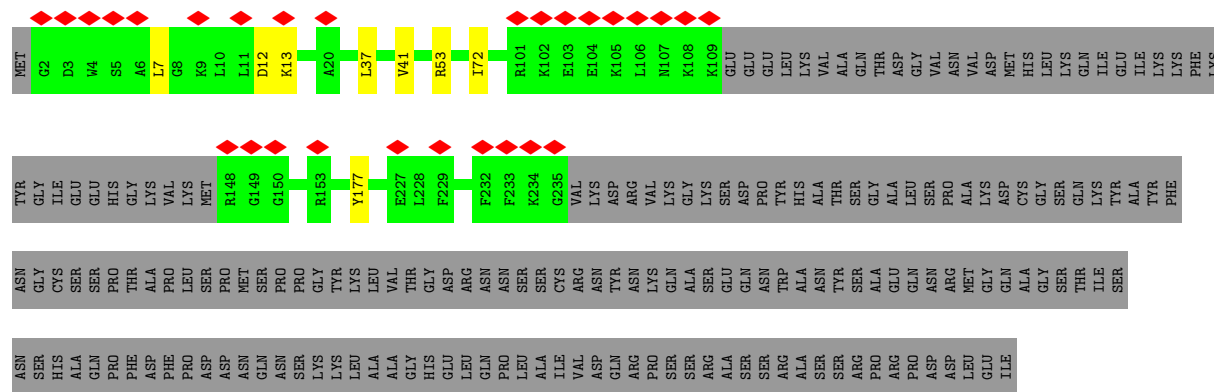 MET G2 D3 W4 S5 A6 L7 G8 K9 L10 L11 D12 K13 A20 L37 V41 R53 I72 R101 K102 E103 E104 K105 L106 N107 K108 K109 GLU GLU GLU LEU LYS VAL ALA GLN THR ASP GLY VAL ASN VAL ASP MET HIS LEU LYS GLN ILE GLU ILE LYS LYS PHE LYS
TYR GLY ILE GLU GLU HIS GLY LYS VAL LYS MET R148 G149 G150 R153 Y177 E227 L228 F229 F232 F233 K234 G235 VAL LYS ASP ARG VAL LYS GLY LYS SER ASP PRO TYR HIS ALA THR SER GLY ALA LEU SER PRO ALA LYS ASP CYS GLY SER GLN LYS TYR ALA TYR PHE
ASN GLY CYS SER SER PRO THR ALA PRO LEU SER PRO MET SER PRO PRO GLY TYR LYS LEU VAL THR GLY ASP ARG ASN ASN SER SER CYS ARG ASN TYR ASN LYS GLN ALA SER GLU GLN ASN TRP ALA ASN TYR SER ALA GLU GLN ASN ARG MET GLY GLN ALA GLY SER THR ILE SER
ASN SER HIS ALA GLN PRO PHE ASP PHE PRO ASP ASP ASN GLN ASN SER LYS LYS LEU ALA ALA GLY HIS GLU LEU GLN PRO LEU ALA ILE VAL ASP GLN ARG PRO SER SER ARG ALA SER SER ARG ALA SER SER ARG PRO ARG PRO ASP ASP LEU GLU ILE